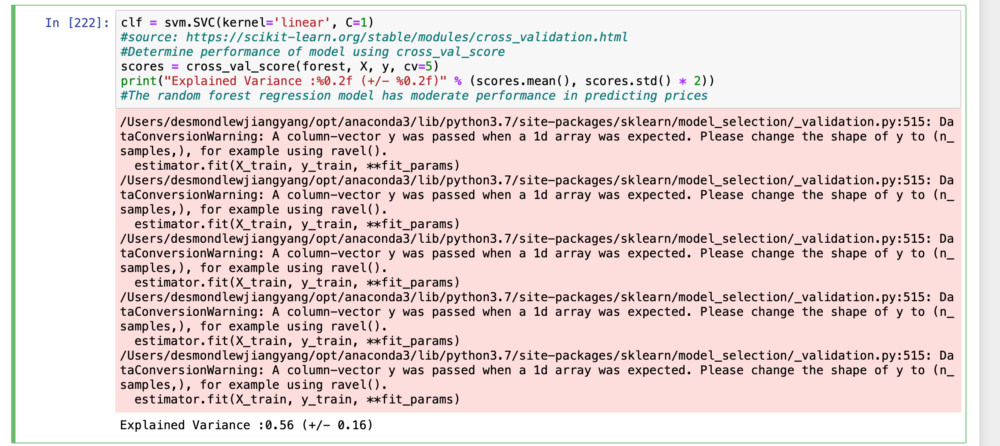 In [222]:
clf = svm.SVC(kernel='linear', C=1)
#source: https://scikit-learn.org/stable/modules/cross_validation.html
#Determine performance of model using cross_val_score
scores = cross_val_score(forest, X, y, cv=5)
print("Explained Variance :%0.2f (+/- %0.2f)" % (scores.mean(), scores.std() * 2))
#The random forest regression model has moderate performance in predicting prices
/Users/desmondlewjiangyang/opt/anaconda3/lib/python3.7/site-packages/sklearn/model_selection/_validation.py:515: Da
taConversionWarning: A column-vector y was passed when a 1d array was expected. Please change the shape of y to (n_
samples,), for example using ravel().
  estimator.fit(X_train, y_train, **fit_params)
/Users/desmondlewjiangyang/opt/anaconda3/lib/python3.7/site-packages/sklearn/model_selection/_validation.py:515: Da
taConversionWarning: A column-vector y was passed when a 1d array was expected. Please change the shape of y to (n_
samples,), for example using ravel().
  estimator.fit(X_train, y_train, **fit_params)
/Users/desmondlewjiangyang/opt/anaconda3/lib/python3.7/site-packages/sklearn/model_selection/_validation.py:515: Da
taConversionWarning: A column-vector y was passed when a 1d array was expected. Please change the shape of y to (n_
samples,), for example using ravel().
  estimator.fit(X_train, y_train, **fit_params)
/Users/desmondlewjiangyang/opt/anaconda3/lib/python3.7/site-packages/sklearn/model_selection/_validation.py:515: Da
taConversionWarning: A column-vector y was passed when a 1d array was expected. Please change the shape of y to (n_
samples,), for example using ravel().
  estimator.fit(X_train, y_train, **fit_params)
/Users/desmondlewjiangyang/opt/anaconda3/lib/python3.7/site-packages/sklearn/model_selection/_validation.py:515: Da
taConversionWarning: A column-vector y was passed when a 1d array was expected. Please change the shape of y to (n_
samples,), for example using ravel().
  estimator.fit(X_train, y_train, **fit_params)
Explained Variance :0.56 (+/- 0.16)